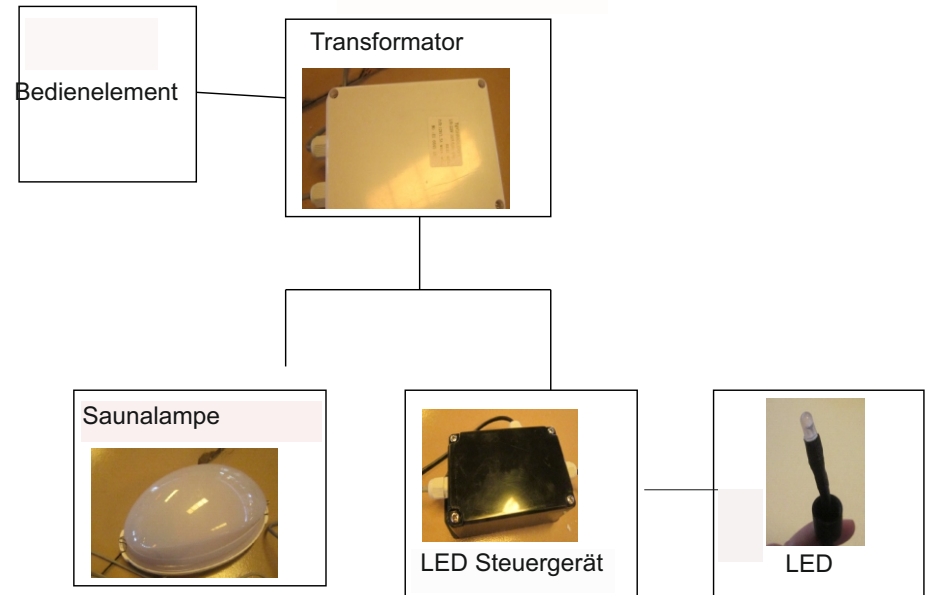 Transformator
Bedienelement
Saunalampe
LED Steuergerät
LED